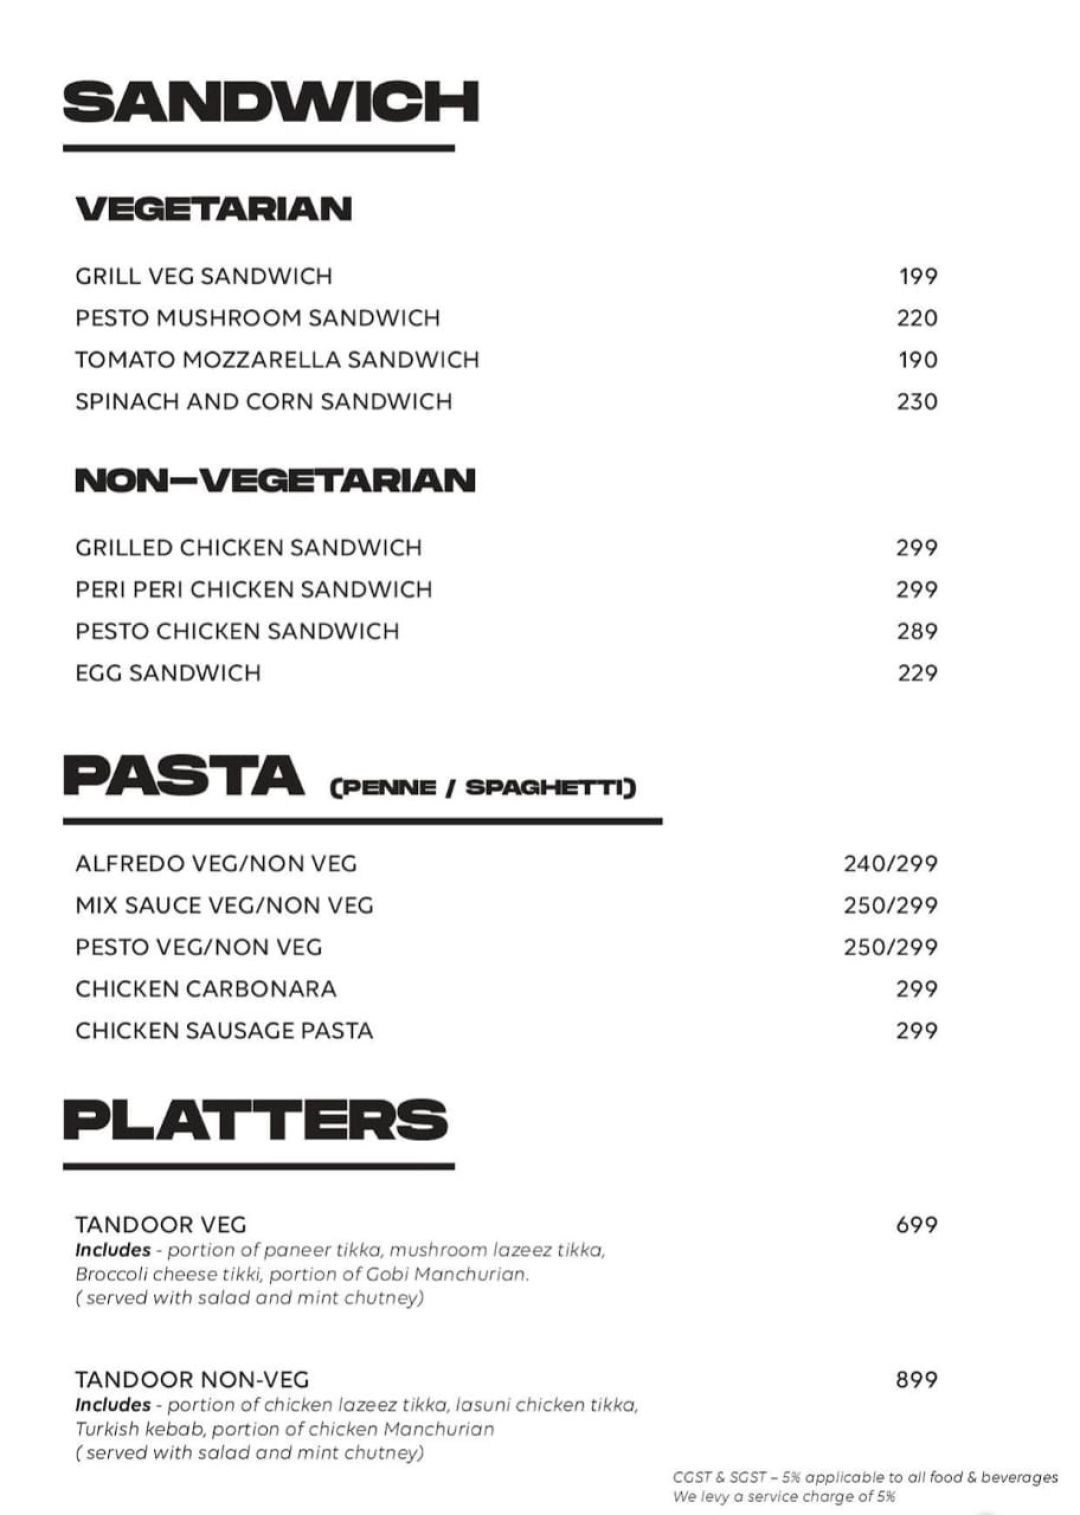 SANDWICH
VEGETARIAN
GRILL VEG SANDWICH 199
PESTO MUSHROOM SANDWICH 220
TOMATO MOZZARELLA SANDWICH 190
SPINACH AND CORN SANDWICH 230
NON-VEGETARIAN
GRILLED CHICKEN SANDWICH 299
PERI PERI CHICKEN SANDWICH 299
PESTO CHICKEN SANDWICH 289
EGG SANDWICH 229
PASTA (PENNE / SPAGHETTI)
ALFREDO VEG/NON VEG 240/299
MIX SAUCE VEG/NON VEG 250/299
PESTO VEG/NON VEG 250/299
CHICKEN CARBONARA 299
CHICKEN SAUSAGE PASTA 299
PLATTERS
TANDOOR VEG 699
Includes - portion of paneer tikka, mushroom lazeez tikka,
Broccoli cheese tikki, portion of Gobi Manchurian.
( served with salad and mint chutney)
TANDOOR NON-VEG 899
Includes - portion of chicken lazeez tikka, lasuni chicken tikka,
Turkish kebab, portion of chicken Manchurian
( served with salad and mint chutney)
CGST & SGST – 5% applicable to all food & beverages
We levy a service charge of 5%